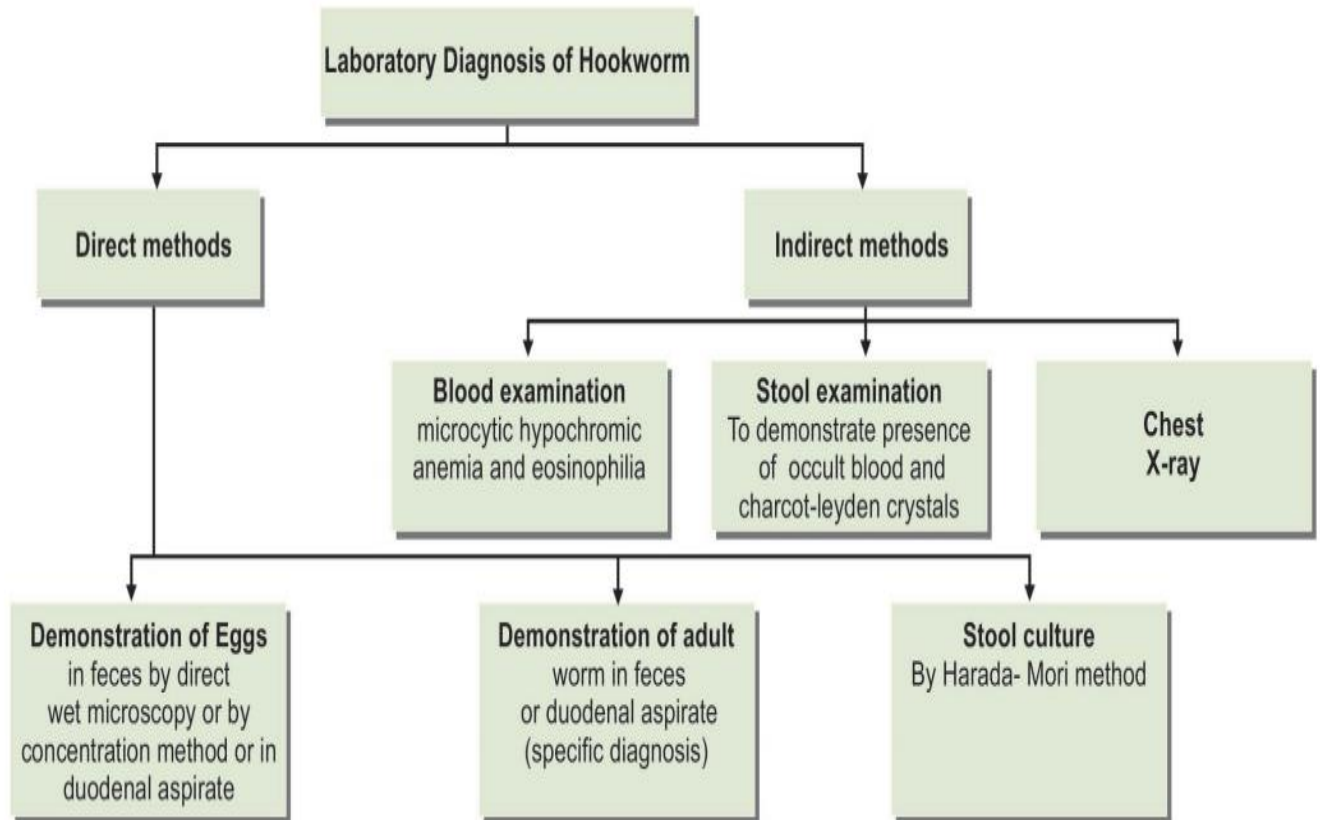 Laboratory Diagnosis of Hookworm
Direct methods
Indirect methods
Blood examination
microcytic hypochromic
anemia and eosinophilia
Stool examination
To demonstrate presence
of occult blood and
charcot-leyden crystals
Chest
X-ray
Demonstration of Eggs
in feces by direct
wet microscopy or by
concentration method or in
duodenal aspirate
Demonstration of adult
worm in feces
or duodenal aspirate
(specific diagnosis)
Stool culture
By Harada- Mori method